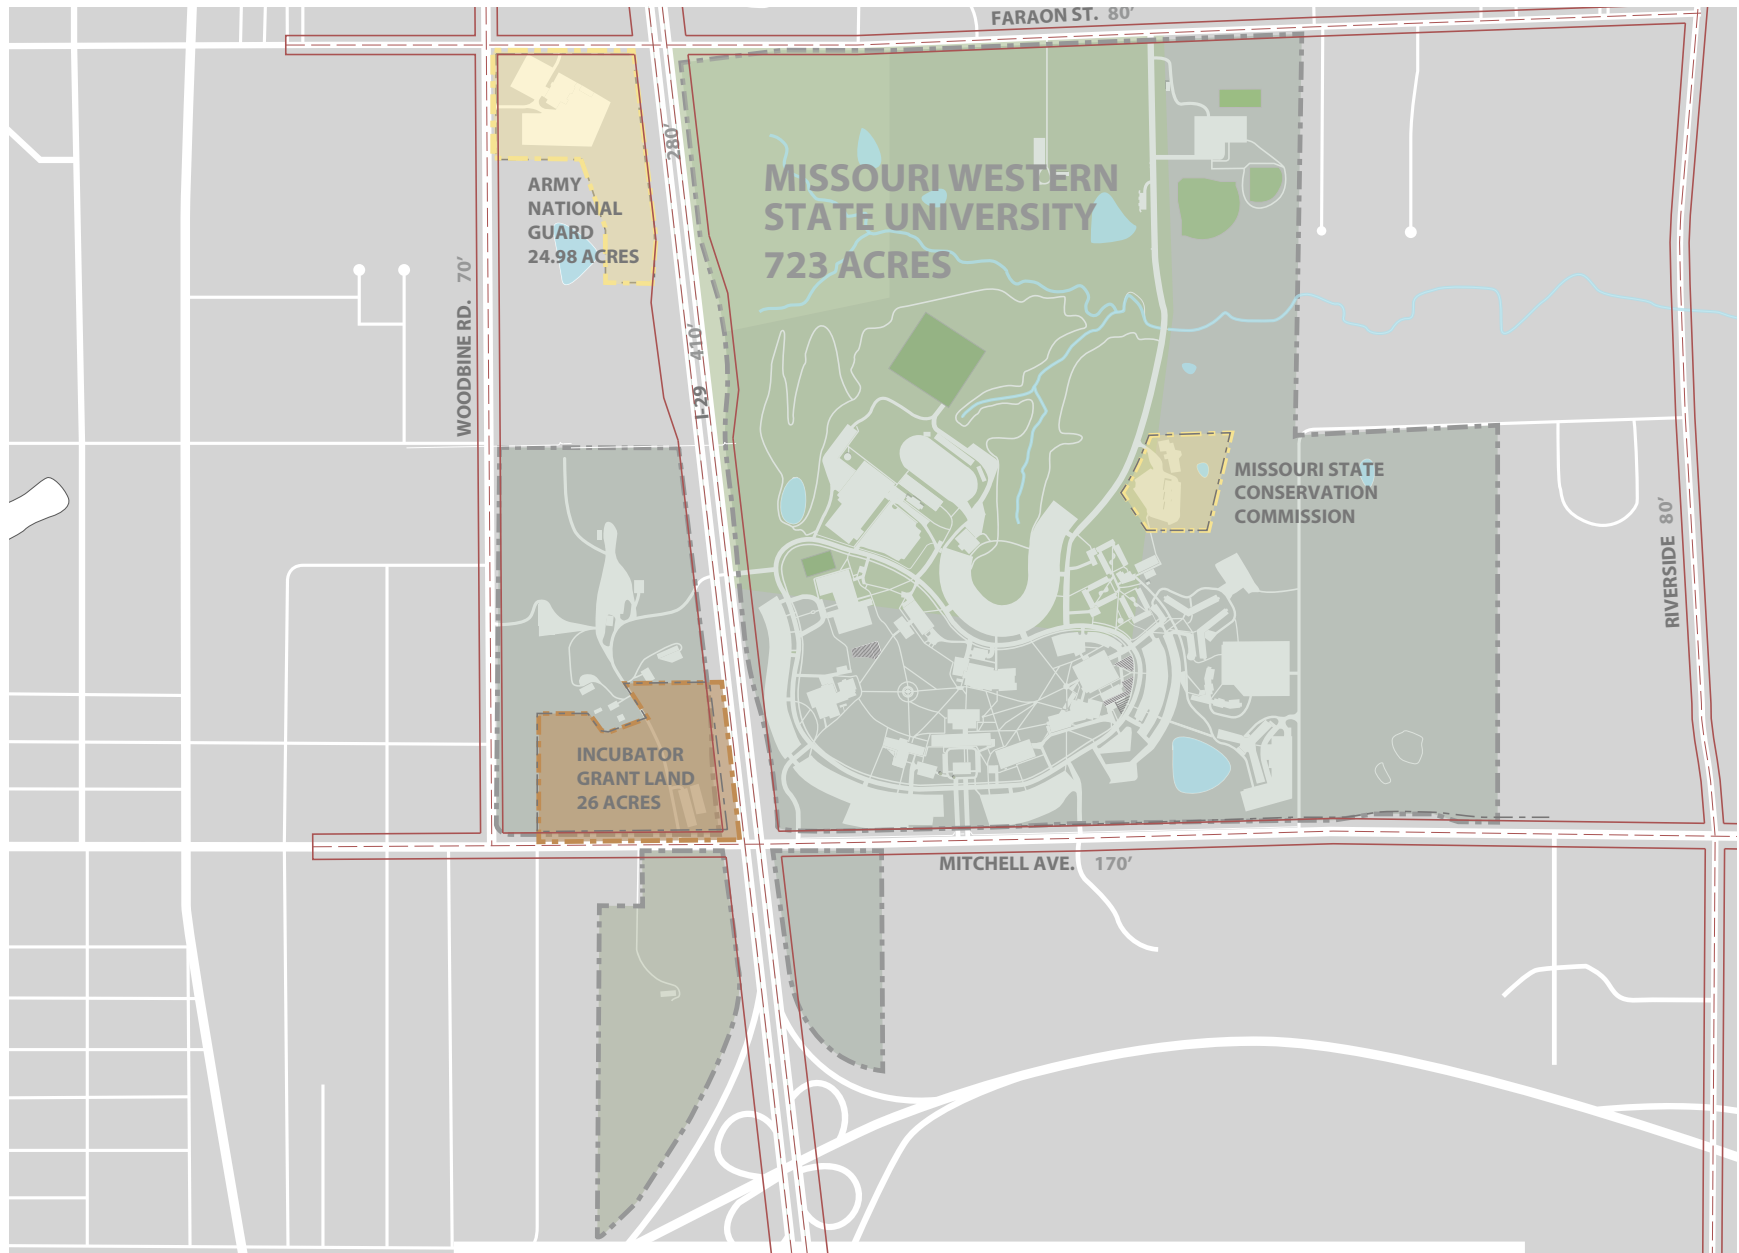 FARAON ST. 80'
280'
MISSOURI WESTERN
STATE UNIVERSITY
723 ACRES
ARMY
NATIONAL
GUARD
24.98 ACRES
WOODBINE RD. 70'
I-29 410'
MISSOURI STATE
CONSERVATION
COMMISSION
RIVERSIDE 80'
INCUBATOR
GRANT LAND
26 ACRES
MITCHELL AVE. 170'